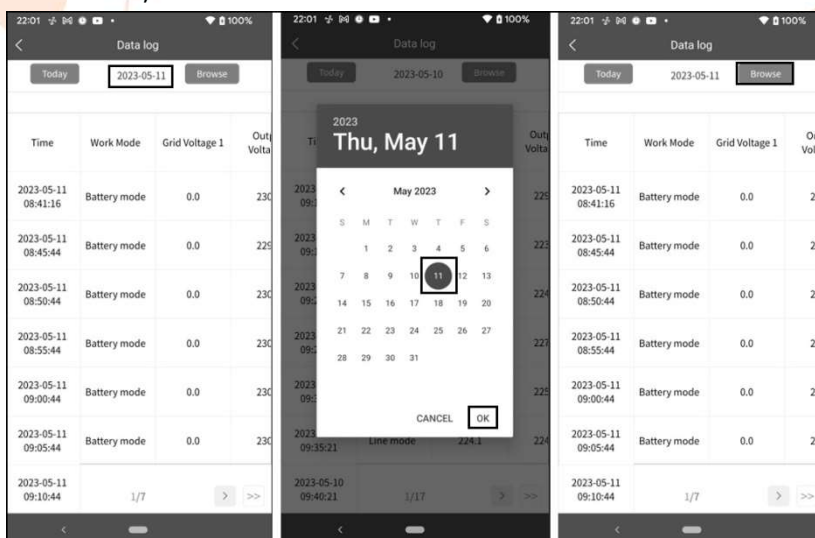 22:01 100%
Data log
Today 2023-05-11 Browse
Time Work Mode Grid Voltage 1
2023-05-11
08:41:16 Battery mode 0.0
2023-05-11
08:45:44 Battery mode 0.0
2023-05-11
08:50:44 Battery mode 0.0
2023-05-11
08:55:44 Battery mode 0.0
2023-05-11
09:00:44 Battery mode 0.0
2023-05-11
09:05:44 Battery mode 0.0
2023-05-11
09:10:44
1/7 > >>
22:01 100%
Data log
Today 2023-05-10 Browse
2023
Thu, May 11
< May 2023 >
S M T W T F S
1 2 3 4 5 6
7 8 9 10 11 12 13
14 15 16 17 18 19 20
21 22 23 24 25 26 27
28 29 30 31
CANCEL OK
09:35:21 Line mode 224.1
2023-05-10
09:40:21
1/17 > >>
22:01 100%
Data log
Today 2023-05-11 Browse
Time Work Mode Grid Voltage 1
2023-05-11
08:41:16 Battery mode 0.0
2023-05-11
08:45:44 Battery mode 0.0
2023-05-11
08:50:44 Battery mode 0.0
2023-05-11
08:55:44 Battery mode 0.0
2023-05-11
09:00:44 Battery mode 0.0
2023-05-11
09:05:44 Battery mode 0.0
2023-05-11
09:10:44
1/7 > >>